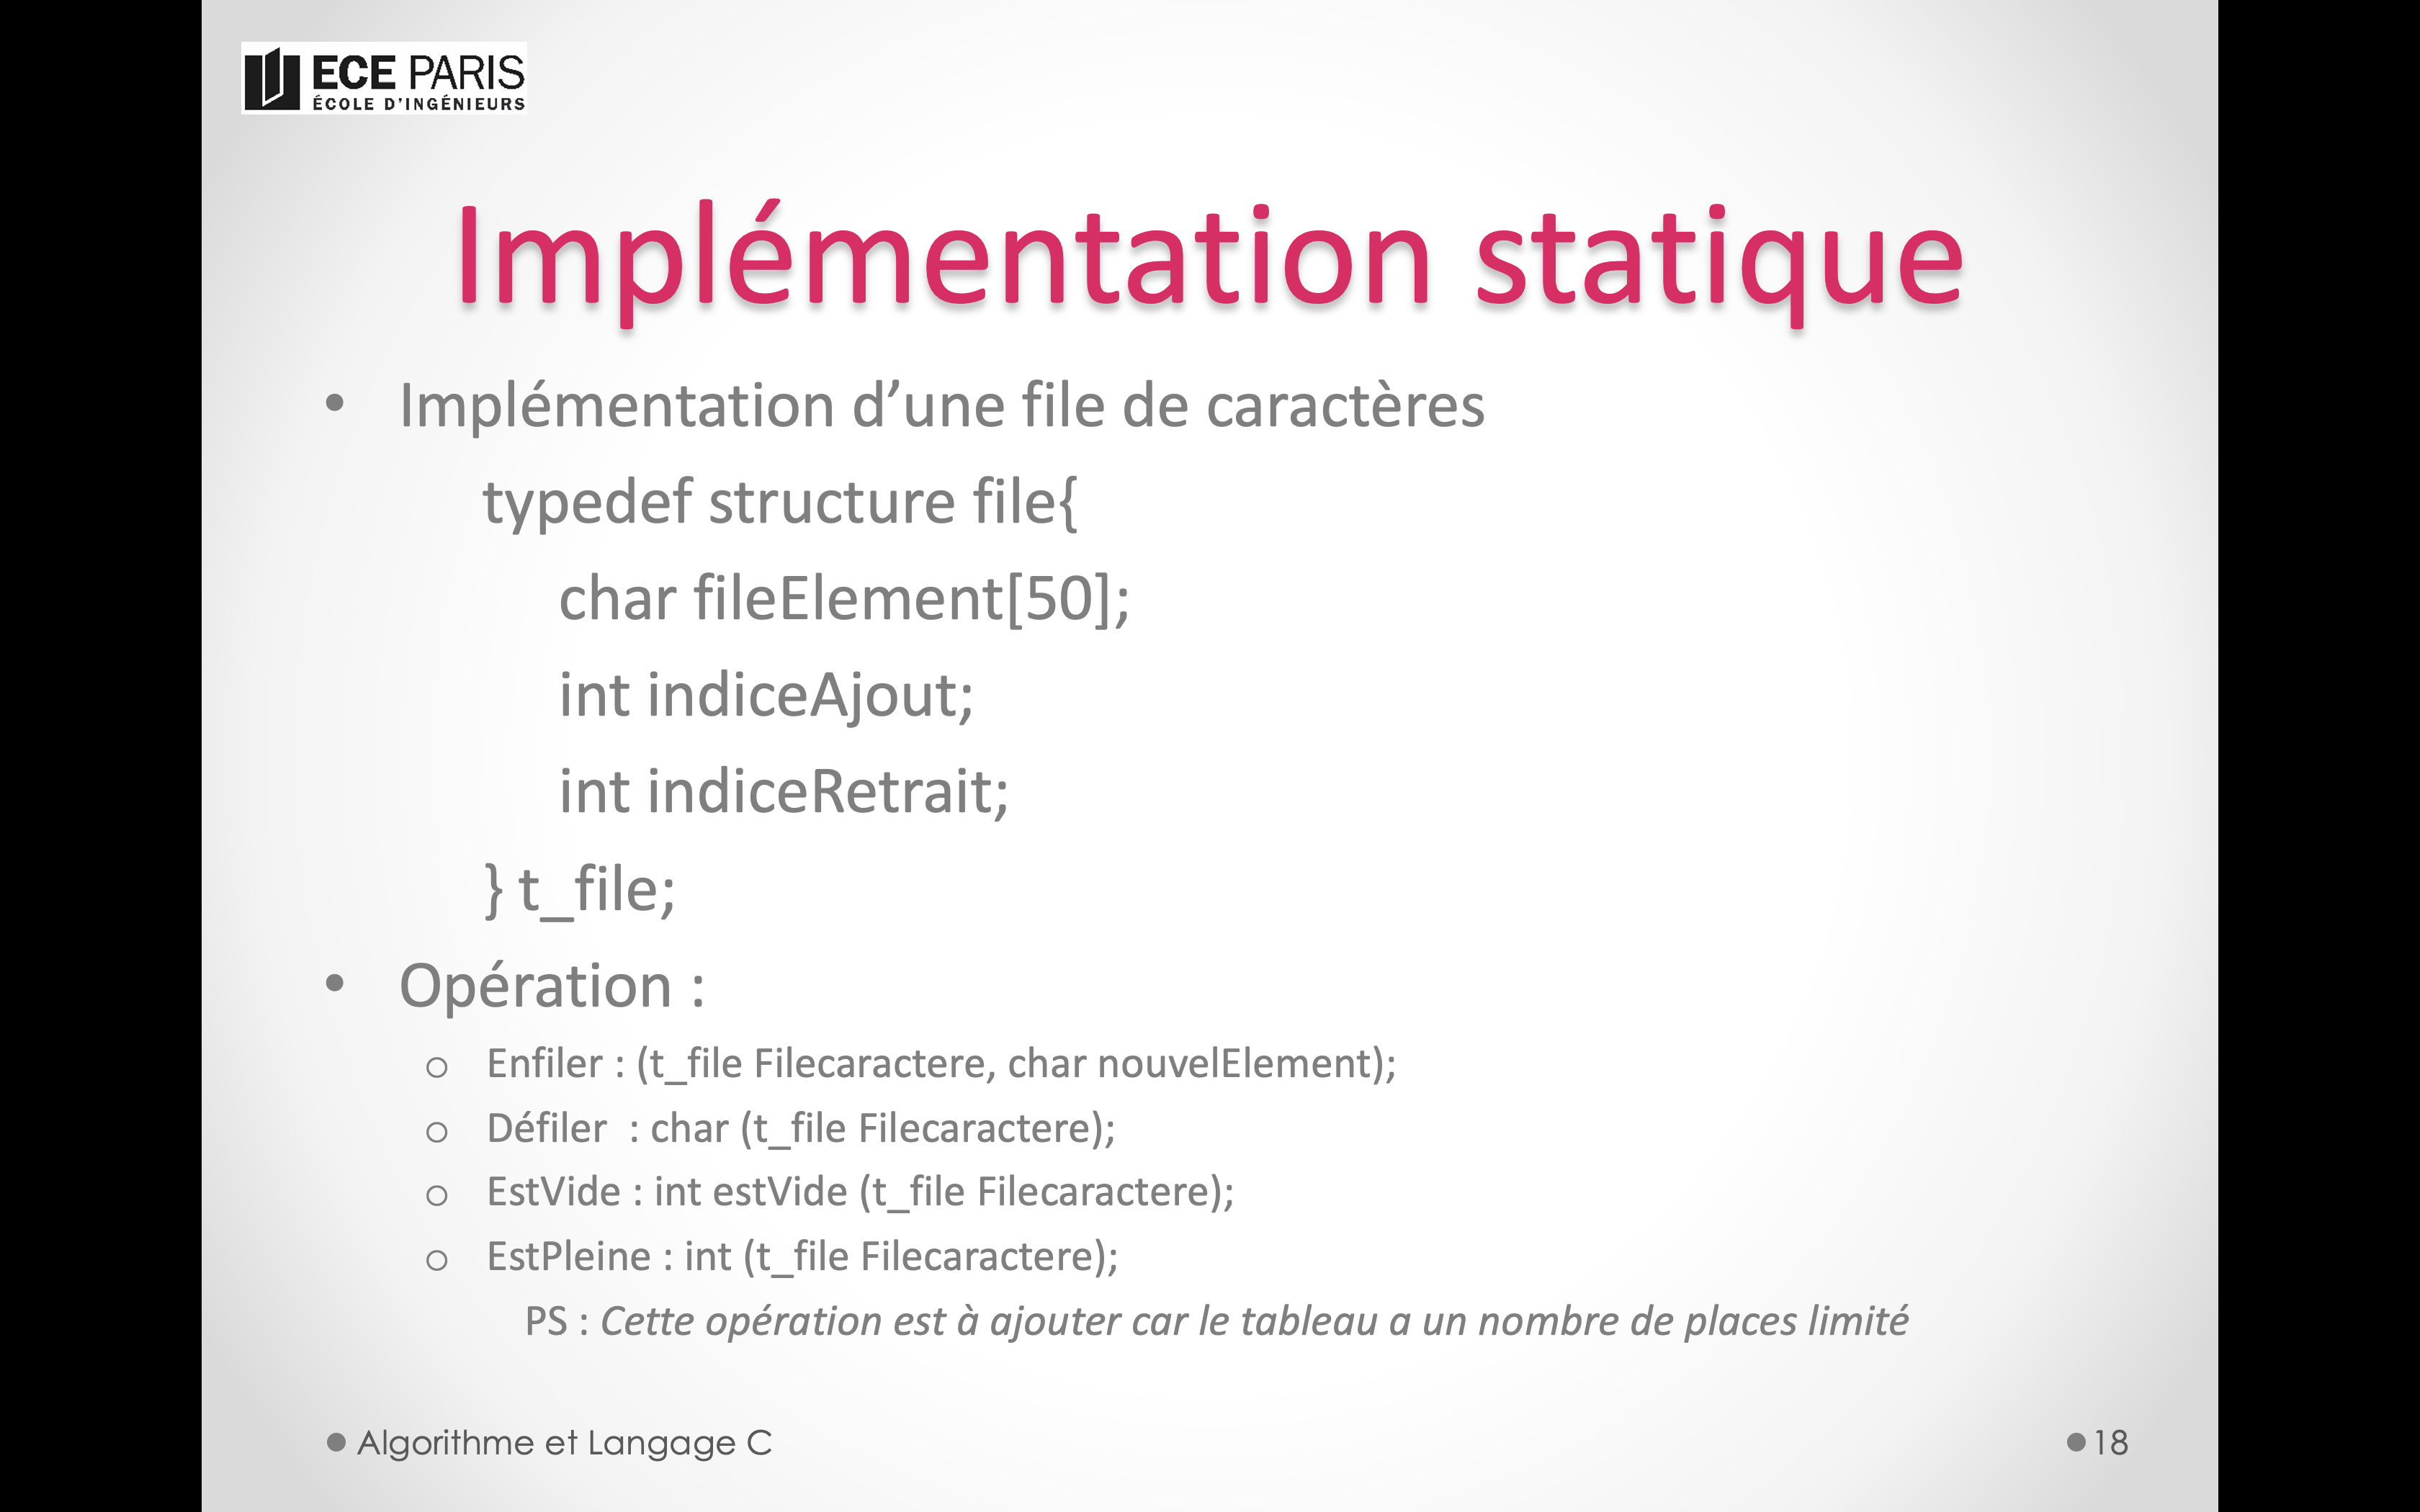 ECE PARIS
ÉCOLE D'INGÉNIEURS
Implémentation statique
• Implémentation d’une file de caractères
typedef structure file{
char fileElement[50];
int indiceAjout;
int indiceRetrait;
} t_file;
• Opération :
o Enfiler : (t_file Filecaractere, char nouvelElement);
o Défiler : char (t_file Filecaractere);
o EstVide : int estVide (t_file Filecaractere);
o EstPleine : int (t_file Filecaractere);
PS : Cette opération est à ajouter car le tableau a un nombre de places limité
● Algorithme et Langage C
● 18